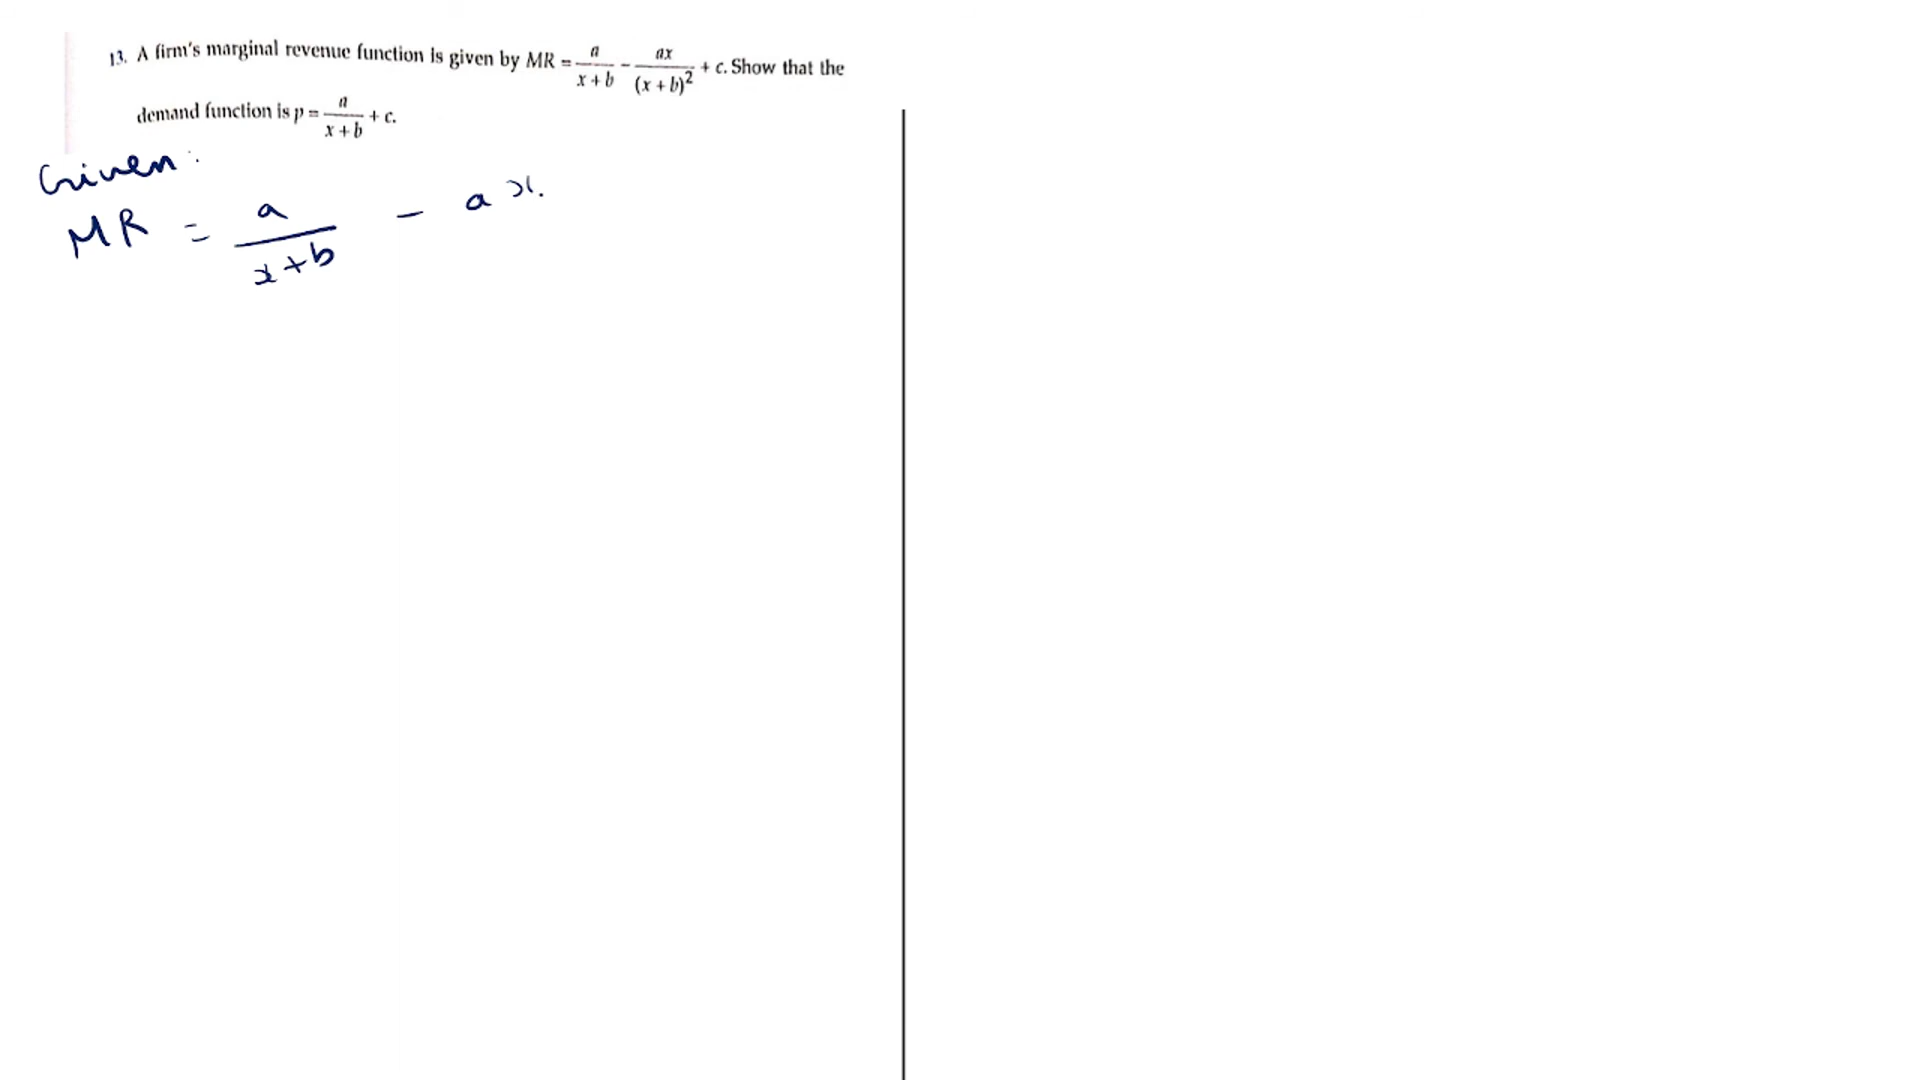 13. A firm's marginal revenue function is given by MR = a/(x + b) - ax/(x + b)² + c. Show that the
demand function is p = a/(x + b) + c.
Given:
MR = a/(x+b) - ax.